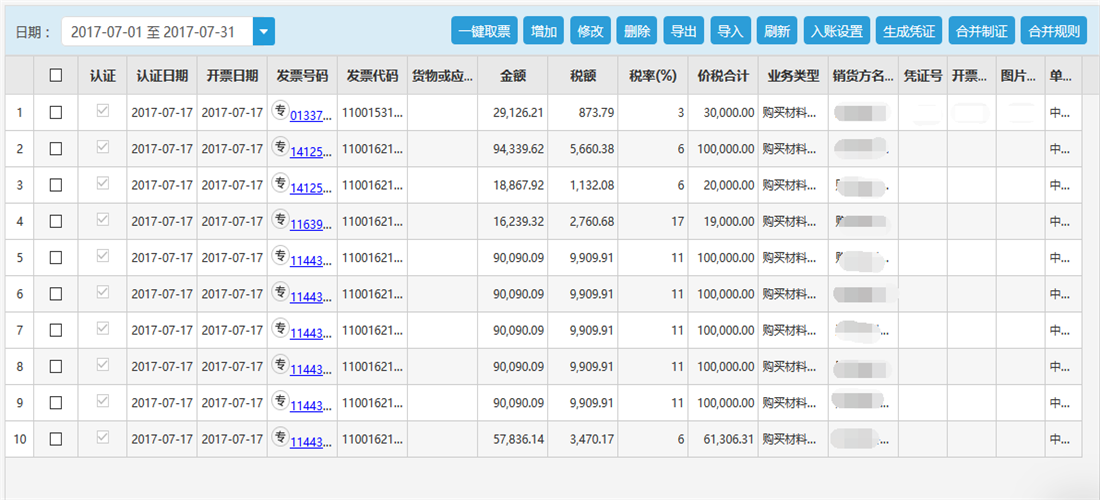 日期： 2017-07-01 至 2017-07-31 一键取票 增加 修改 删除 导出 导入 刷新 入账设置 生成凭证 合并制证 合并规则
认证 认证日期 开票日期 发票号码 发票代码 货物或应... 金额 税额 税率(%) 价税合计 业务类型 销货方名... 凭证号 开票... 图片... 单...
1 2017-07-17 2017-07-17 专 01337... 11001531... 29,126.21 873.79 3 30,000.00 购买材料... 中...
2 2017-07-17 2017-07-17 专 14125... 11001621... 94,339.62 5,660.38 6 100,000.00 购买材料... 中...
3 2017-07-17 2017-07-17 专 14125... 11001621... 18,867.92 1,132.08 6 20,000.00 购买材料... 中...
4 2017-07-17 2017-07-17 专 11639... 11001621... 16,239.32 2,760.68 17 19,000.00 购买材料... 中...
5 2017-07-17 2017-07-17 专 11443... 11001621... 90,090.09 9,909.91 11 100,000.00 购买材料... 中...
6 2017-07-17 2017-07-17 专 11443... 11001621... 90,090.09 9,909.91 11 100,000.00 购买材料... 中...
7 2017-07-17 2017-07-17 专 11443... 11001621... 90,090.09 9,909.91 11 100,000.00 购买材料... 中...
8 2017-07-17 2017-07-17 专 11443... 11001621... 90,090.09 9,909.91 11 100,000.00 购买材料... 中...
9 2017-07-17 2017-07-17 专 11443... 11001621... 90,090.09 9,909.91 11 100,000.00 购买材料... 中...
10 2017-07-17 2017-07-17 专 11443... 11001621... 57,836.14 3,470.17 6 61,306.31 购买材料... 中...